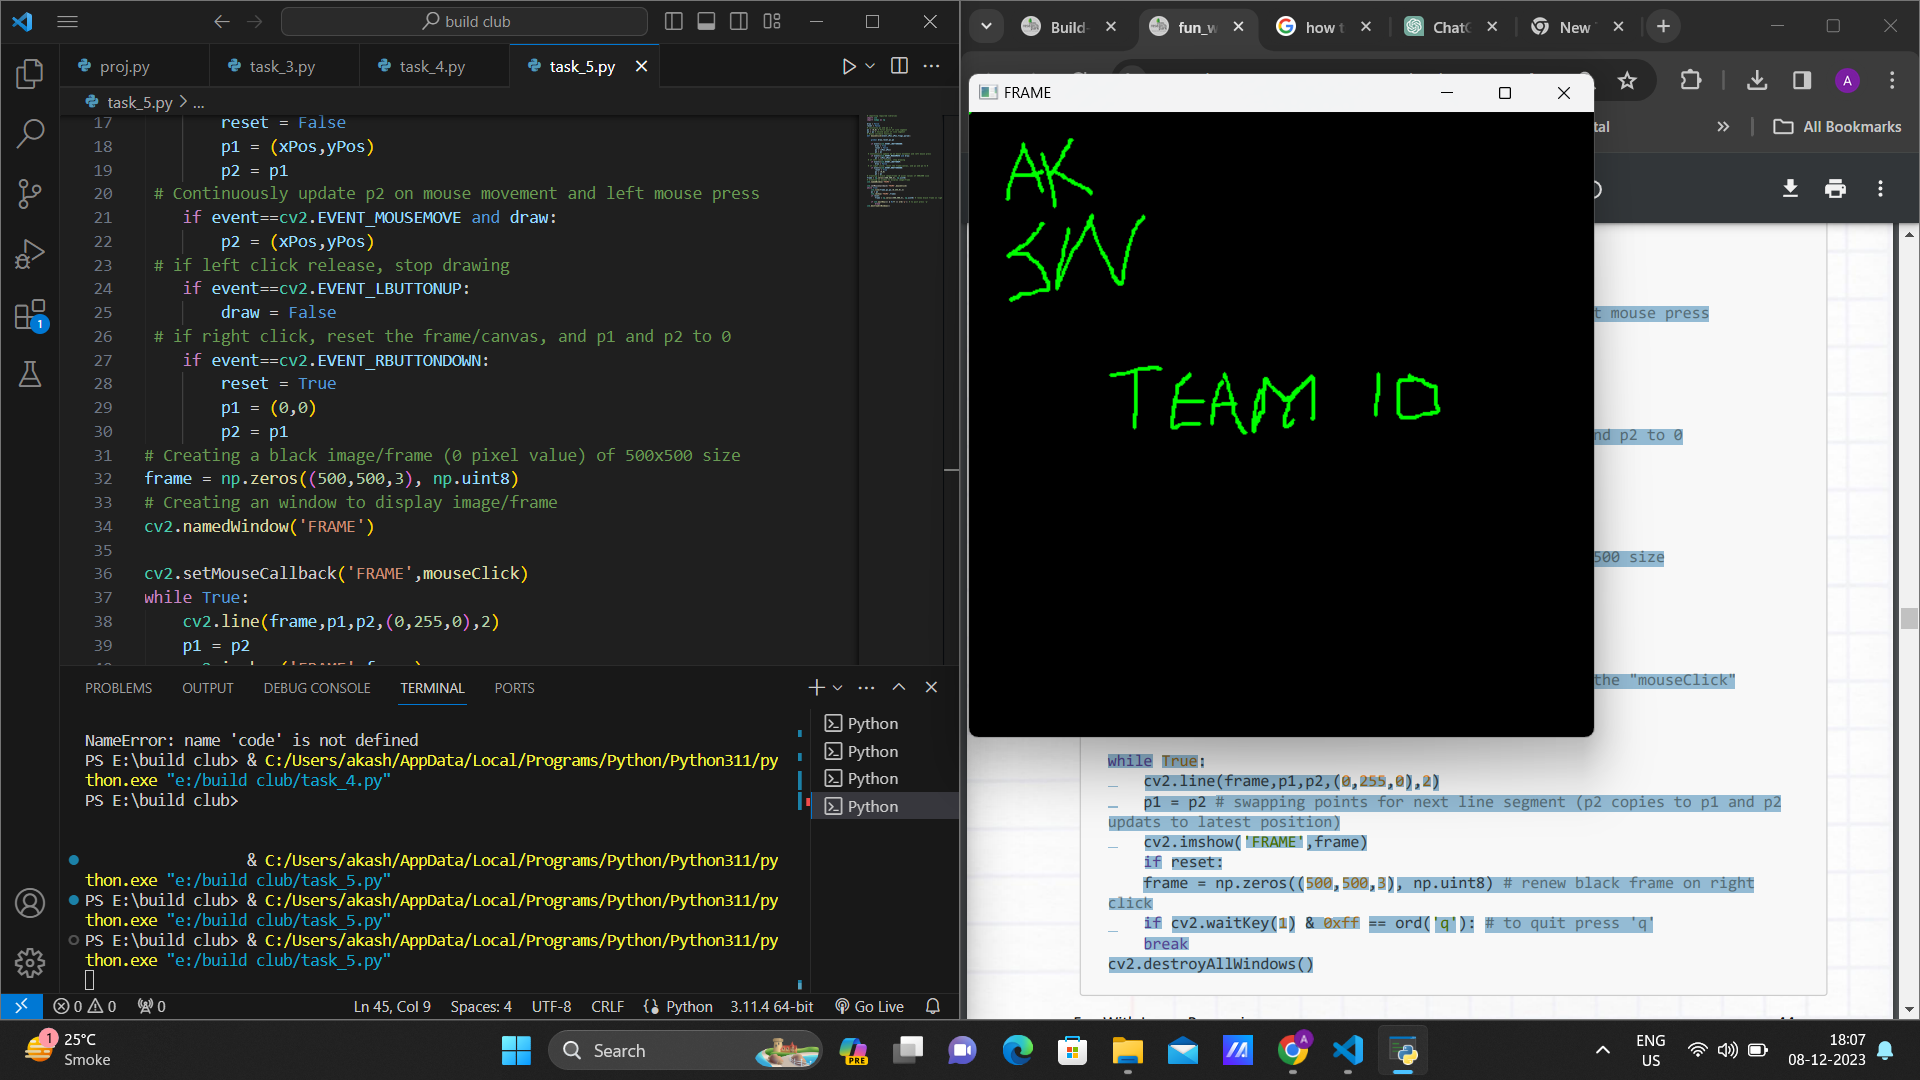 build club
proj.py
task_3.py
task_4.py
task_5.py
task_5.py > ...
17 reset = False
18 p1 = (xPos,yPos)
19 p2 = p1
20 # Continuously update p2 on mouse movement and left mouse press
21 if event==cv2.EVENT_MOUSEMOVE and draw:
22 p2 = (xPos,yPos)
23 # if left click release, stop drawing
24 if event==cv2.EVENT_LBUTTONUP:
25 draw = False
26 # if right click, reset the frame/canvas, and p1 and p2 to 0
27 if event==cv2.EVENT_RBUTTONDOWN:
28 reset = True
29 p1 = (0,0)
30 p2 = p1
31 # Creating a black image/frame (0 pixel value) of 500x500 size
32 frame = np.zeros((500,500,3), np.uint8)
33 # Creating an window to display image/frame
34 cv2.namedWindow('FRAME')
35
36 cv2.setMouseCallback('FRAME',mouseClick)
37 while True:
38 cv2.line(frame,p1,p2,(0,255,0),2)
39 p1 = p2
PROBLEMS OUTPUT DEBUG CONSOLE TERMINAL PORTS
NameError: name 'code' is not defined
PS E:\build club> & C:/Users/akash/AppData/Local/Programs/Python/Python311/py
thon.exe "e:/build club/task_4.py"
PS E:\build club>
& C:/Users/akash/AppData/Local/Programs/Python/Python311/py
thon.exe "e:/build club/task_5.py"
PS E:\build club> & C:/Users/akash/AppData/Local/Programs/Python/Python311/py
thon.exe "e:/build club/task_5.py"
PS E:\build club> & C:/Users/akash/AppData/Local/Programs/Python/Python311/py
thon.exe "e:/build club/task_5.py"
Python
Python
Python
Python
1
0 0 0
Ln 45, Col 9 Spaces: 4 UTF-8 CRLF Python 3.11.4 64-bit Go Live
Build-
fun_w
how t
ChatG
New
A
All Bookmarks
FRAME
AK
SIN
TEAM 10
t mouse press
nd p2 to 0
500 size
the "mouseClick"
while True:
cv2.line(frame,p1,p2,(0,255,0),2)
p1 = p2 # swapping points for next line segment (p2 copies to p1 and p2
updats to latest position)
cv2.imshow('FRAME',frame)
if reset:
frame = np.zeros((500,500,3), np.uint8) # renew black frame on right
click
if cv2.waitKey(1) & 0xff == ord('q'): # to quit press 'q'
break
cv2.destroyAllWindows()
1
25°C
Smoke
Search
PRE
A
ENG
US
18:07
08-12-2023